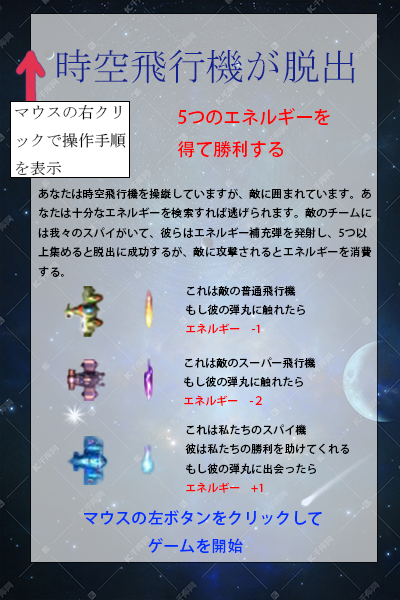 時空飛行機が脱出
マウスの右クリ
ックで操作手順
を表示
5つのエネルギーを
得て勝利する
あなたは時空飛行機を操縦していますが、敵に囲まれています。あ
なたは十分なエネルギーを検索すれば逃げられます。敵のチームに
は我々のスパイがいて、彼らはエネルギー補充弾を発射し、5つ以
上集めると脱出に成功するが、敵に攻撃されるとエネルギーを消費
する。
これは敵の普通飛行機
もし彼の弾丸に触れたら
エネルギー -1
これは敵のスーパー飛行機
もし彼の弾丸に触れたら
エネルギー -2
これは私たちのスパイ機
彼は私たちの勝利を助けてくれる
もし彼の弾丸に出会ったら
エネルギー +1
マウスの左ボタンをクリックして
ゲームを開始